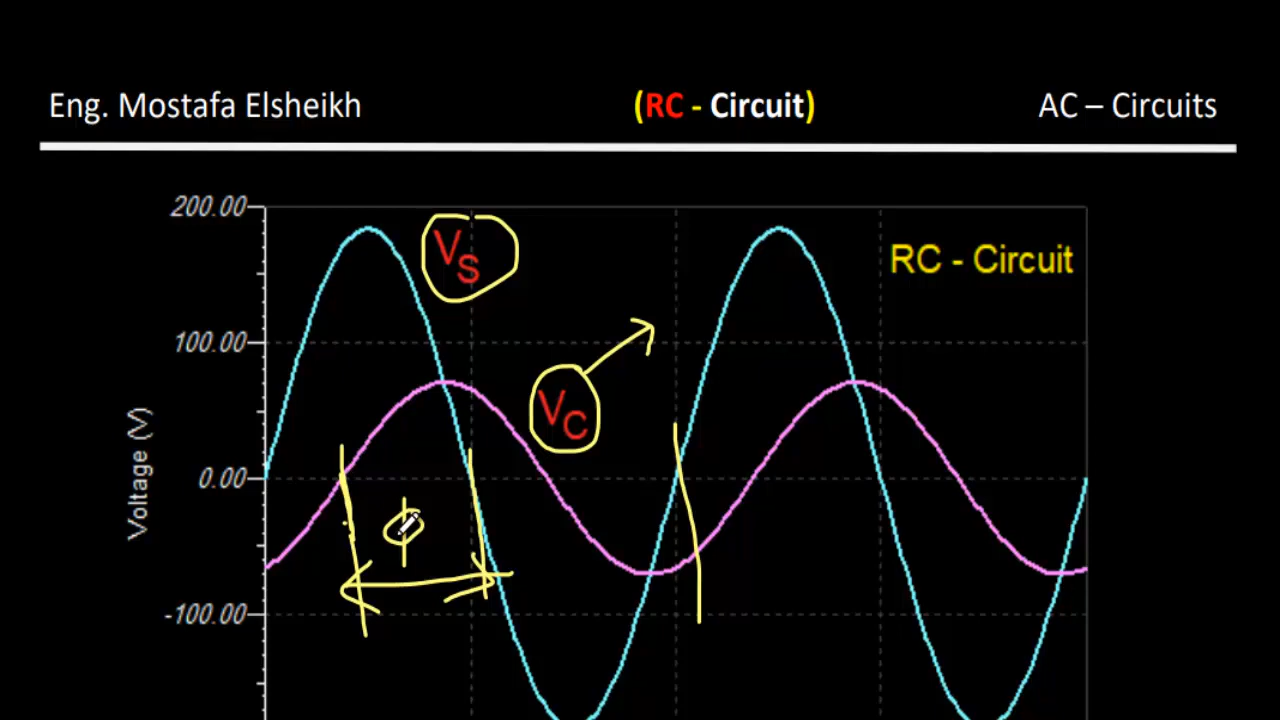 Eng. Mostafa Elsheikh (RC - Circuit) AC – Circuits
200.00
VS
RC - Circuit
100.00
VC
Voltage (V)
0.00
ϕ
-100.00